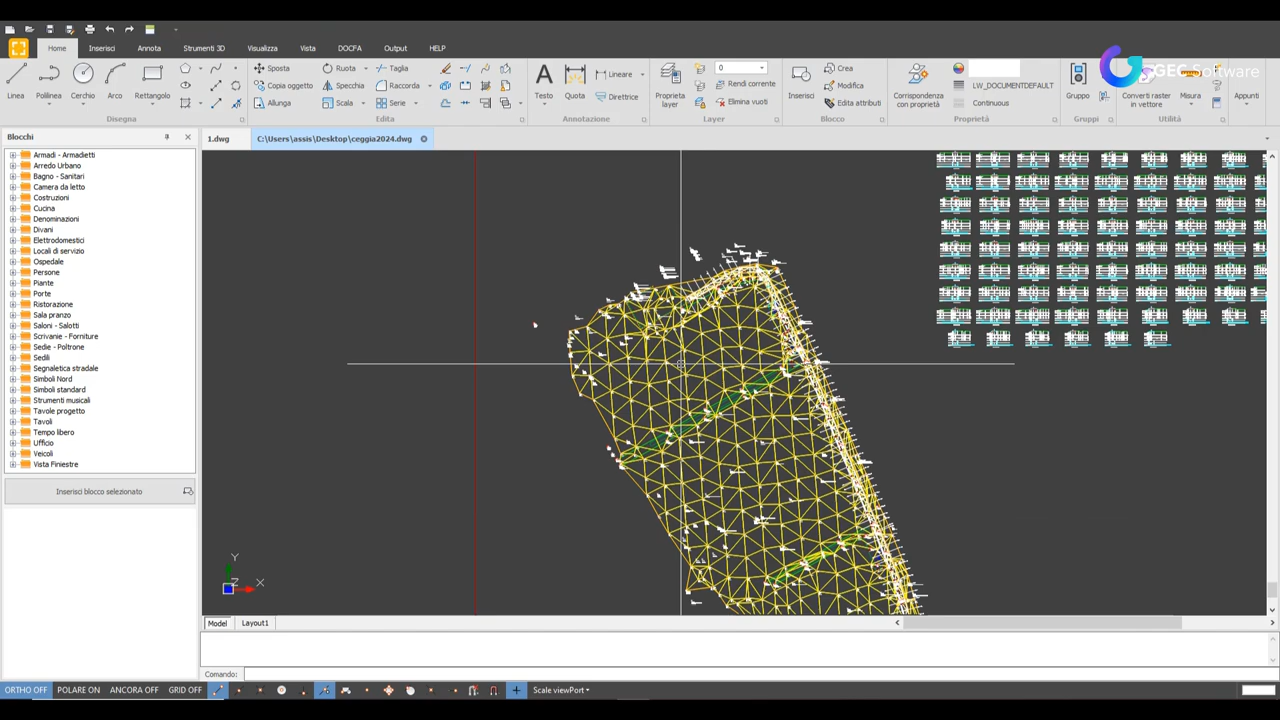 GEC Software
Home Inserisci Annota Strumenti 3D Visualizza Vista DOCFA Output HELP
Linea Polilinea Cerchio Arco Rettangolo
Disegna
Sposta Ruota Taglia
Copia oggetto Specchia Raccorda
Allunga Scala Serie
Edita
Testo Quota Lineare
Direttrice
Annotazione
Proprieta layer
0
Rendi corrente
Elimina vuoti
Layer
Inserisci Crea
Modifica
Edita attributi
Blocco
Corrispondenza con proprietà
LW_DOCUMENTDEFAULT
Continuous
Proprietà
Gruppo
Gruppi
Converti raster in vettore Misura
Utilità
Appunti
Blocchi
1.dwg C:\Users\assis\Desktop\ceggia2024.dwg
Armadi - Armadietti
Arredo Urbano
Bagno - Sanitari
Camera da letto
Costruzioni
Cucina
Denominazioni
Divani
Elettrodomestici
Locali di servizio
Ospedale
Persone
Piante
Porte
Ristorazione
Sala pranzo
Saloni - Salotti
Scrivanie - Forniture
Sedie - Poltrone
Sedili
Segnaletica stradale
Simboli Nord
Simboli standard
Strumenti musicali
Tavole progetto
Tavoli
Tempo libero
Ufficio
Veicoli
Vista Finiestre
Inserisci blocco selezionato
Y
Z X
Model Layout1
Comando:
ORTHO OFF POLARE ON ANCORA OFF GRID OFF Scale viewPort